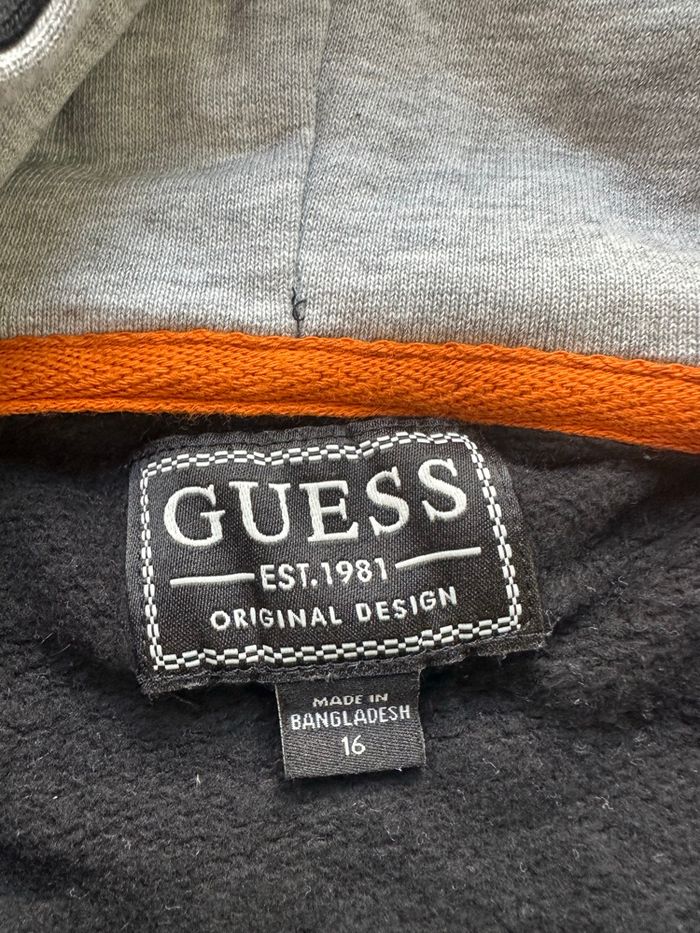 GUESS
EST.1981
ORIGINAL DESIGN
MADE IN
BANGLADESH
16